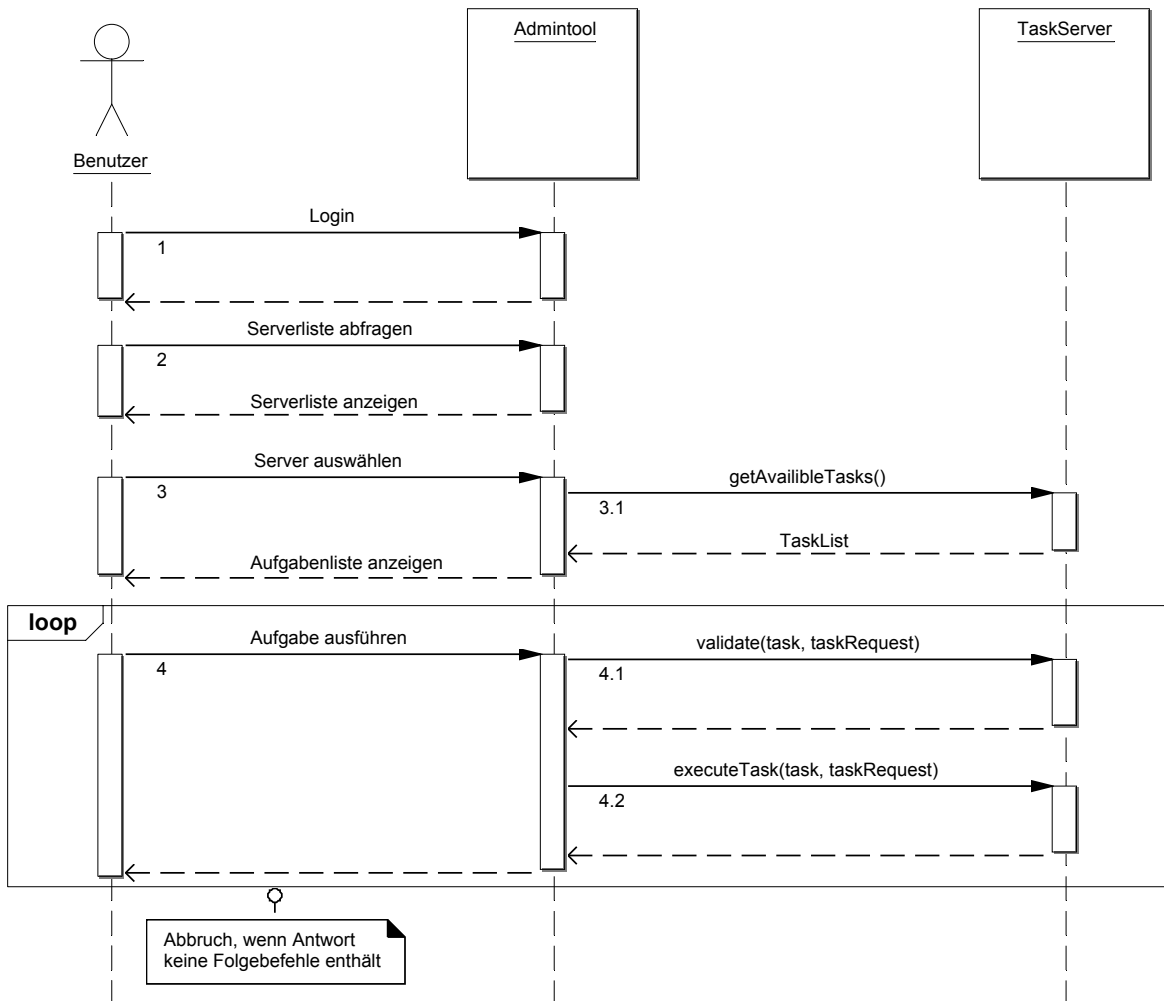 Admintool
TaskServer
Benutzer
Login
1
Serverliste abfragen
2
Serverliste anzeigen
Server auswählen
3
getAvailibleTasks()
3.1
TaskList
Aufgabenliste anzeigen
loop
Aufgabe ausführen
4
validate(task, taskRequest)
4.1
executeTask(task, taskRequest)
4.2
Abbruch, wenn Antwort
keine Folgebefehle enthält